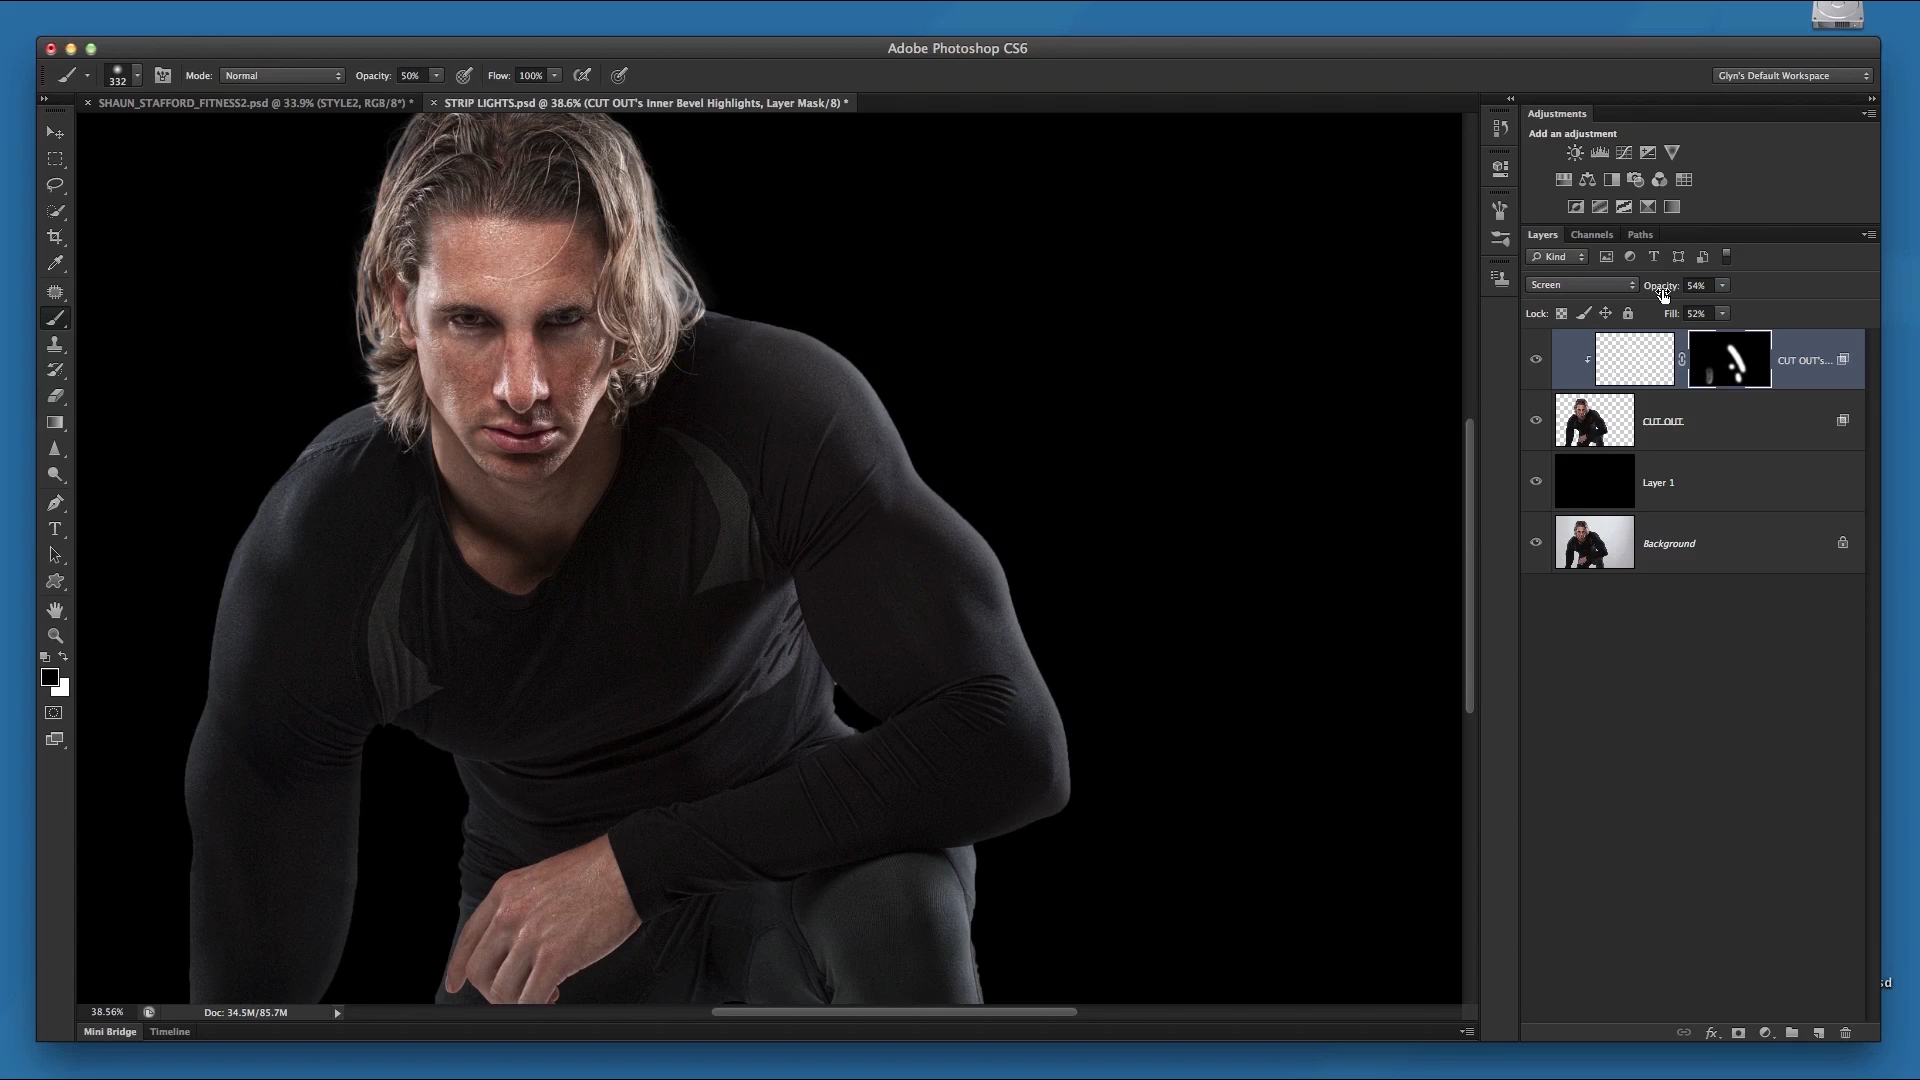 Adobe Photoshop CS6
332 Mode: Normal Opacity: 50% Flow: 100% Glyn's Default Workspace
× SHAUN_STAFFORD_FITNESS2.psd @ 33.9% (STYLE2, RGB/8*) * × STRIP LIGHTS.psd @ 38.6% (CUT OUT's Inner Bevel Highlights, Layer Mask/8) *
Adjustments
Add an adjustment
Layers Channels Paths
Kind
Screen Opacity: 54%
Lock: Fill: 52%
CUT OUT's...
CUT OUT
Layer 1
Background
sd
38.56% Doc: 34.5M/85.7M
Mini Bridge Timeline
fx